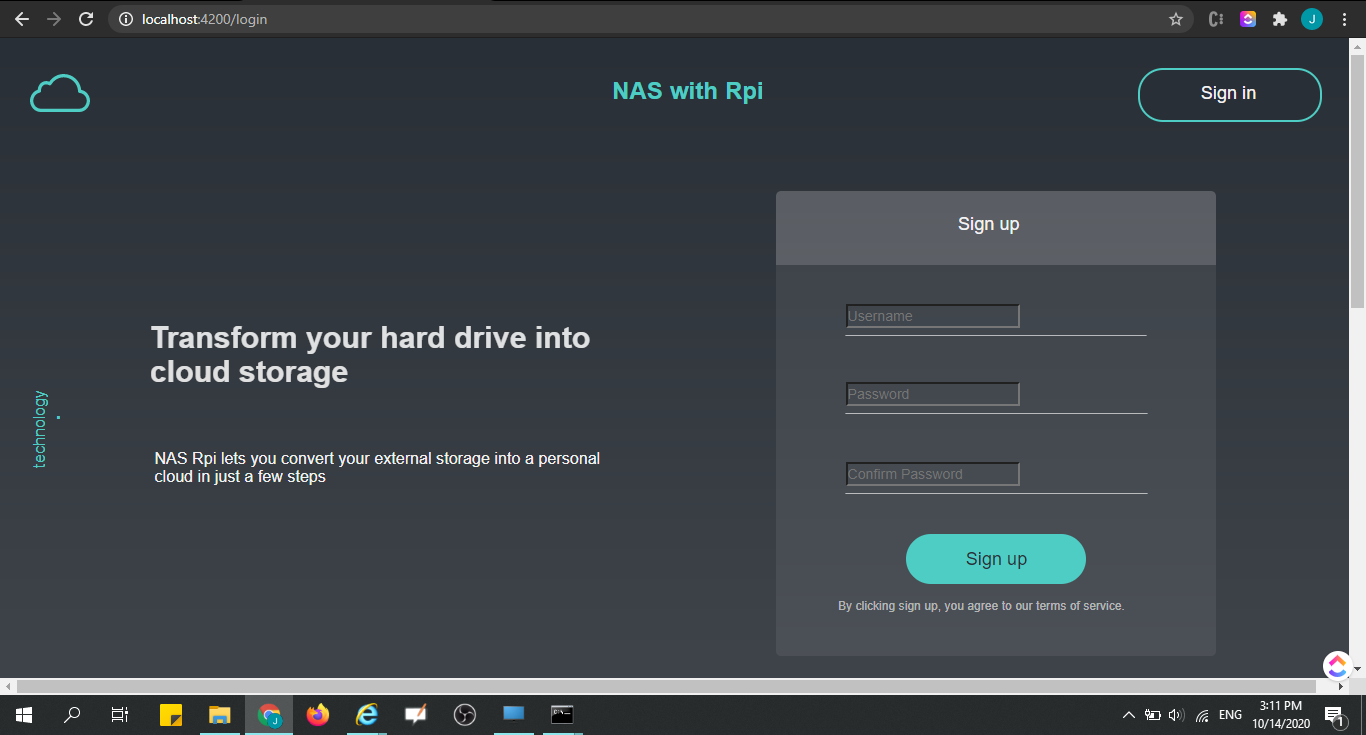 localhost:4200/login
J
NAS with Rpi
Sign in
Sign up
Username
Transform your hard drive into
cloud storage
Password
technology
NAS Rpi lets you convert your external storage into a personal
cloud in just a few steps
Confirm Password
Sign up
By clicking sign up, you agree to our terms of service.
J
ENG
3:11 PM
10/14/2020
1